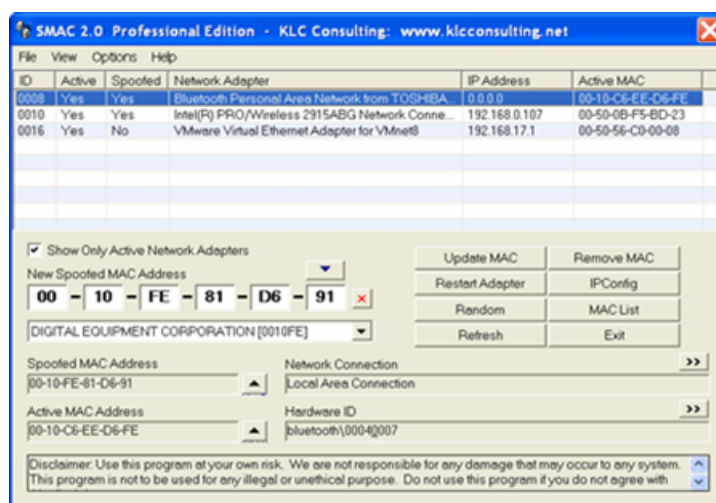 SMAC 2.0 Professional Edition - KLC Consulting: www.klcconsulting.net
File View Options Help
ID Active Spoofed Network Adapter IP Address Active MAC
0008 Yes Yes Bluetooth Personal Area Network from TOSHIBA... 0.0.0.0 00-10-C6-EE-D6-FE
0010 Yes Yes Intel(R) PRO/Wireless 2915ABG Network Conne... 192.168.0.107 00-50-0B-F5-BD-23
0016 Yes No VMware Virtual Ethernet Adapter for VMnet8 192.168.17.1 00-50-56-C0-00-08
Show Only Active Network Adapters
New Spoofed MAC Address
00 - 10 - FE - 81 - D6 - 91
DIGITAL EQUIPMENT CORPORATION [0010FE]
Update MAC Remove MAC
Restart Adapter IPConfig
Random MAC List
Refresh Exit
Spoofed MAC Address
00-10-FE-81-D6-91
Network Connection >>
Local Area Connection
Active MAC Address
00-10-C6-EE-D6-FE
Hardware ID >>
bluetooth\,0004[]007
Disclaimer: Use this program at your own risk. We are not responsible for any damage that may occur to any system.
This program is not to be used for any illegal or unethical purpose. Do not use this program if you do not agree with